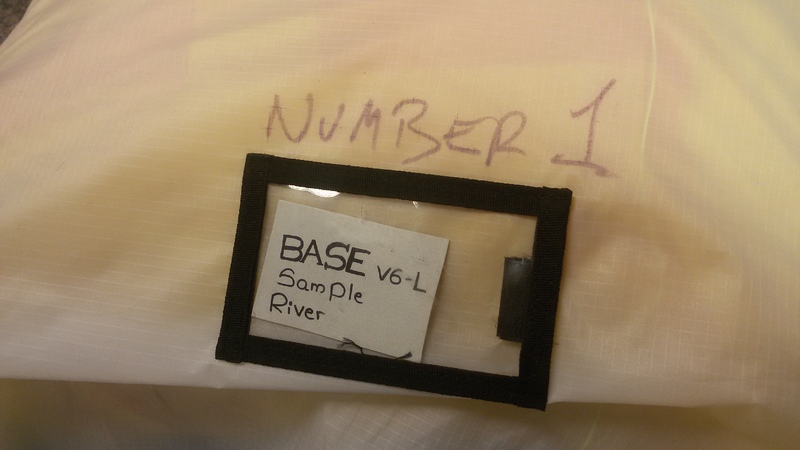 NUMBER 1
BASE V6-L
Sample
River